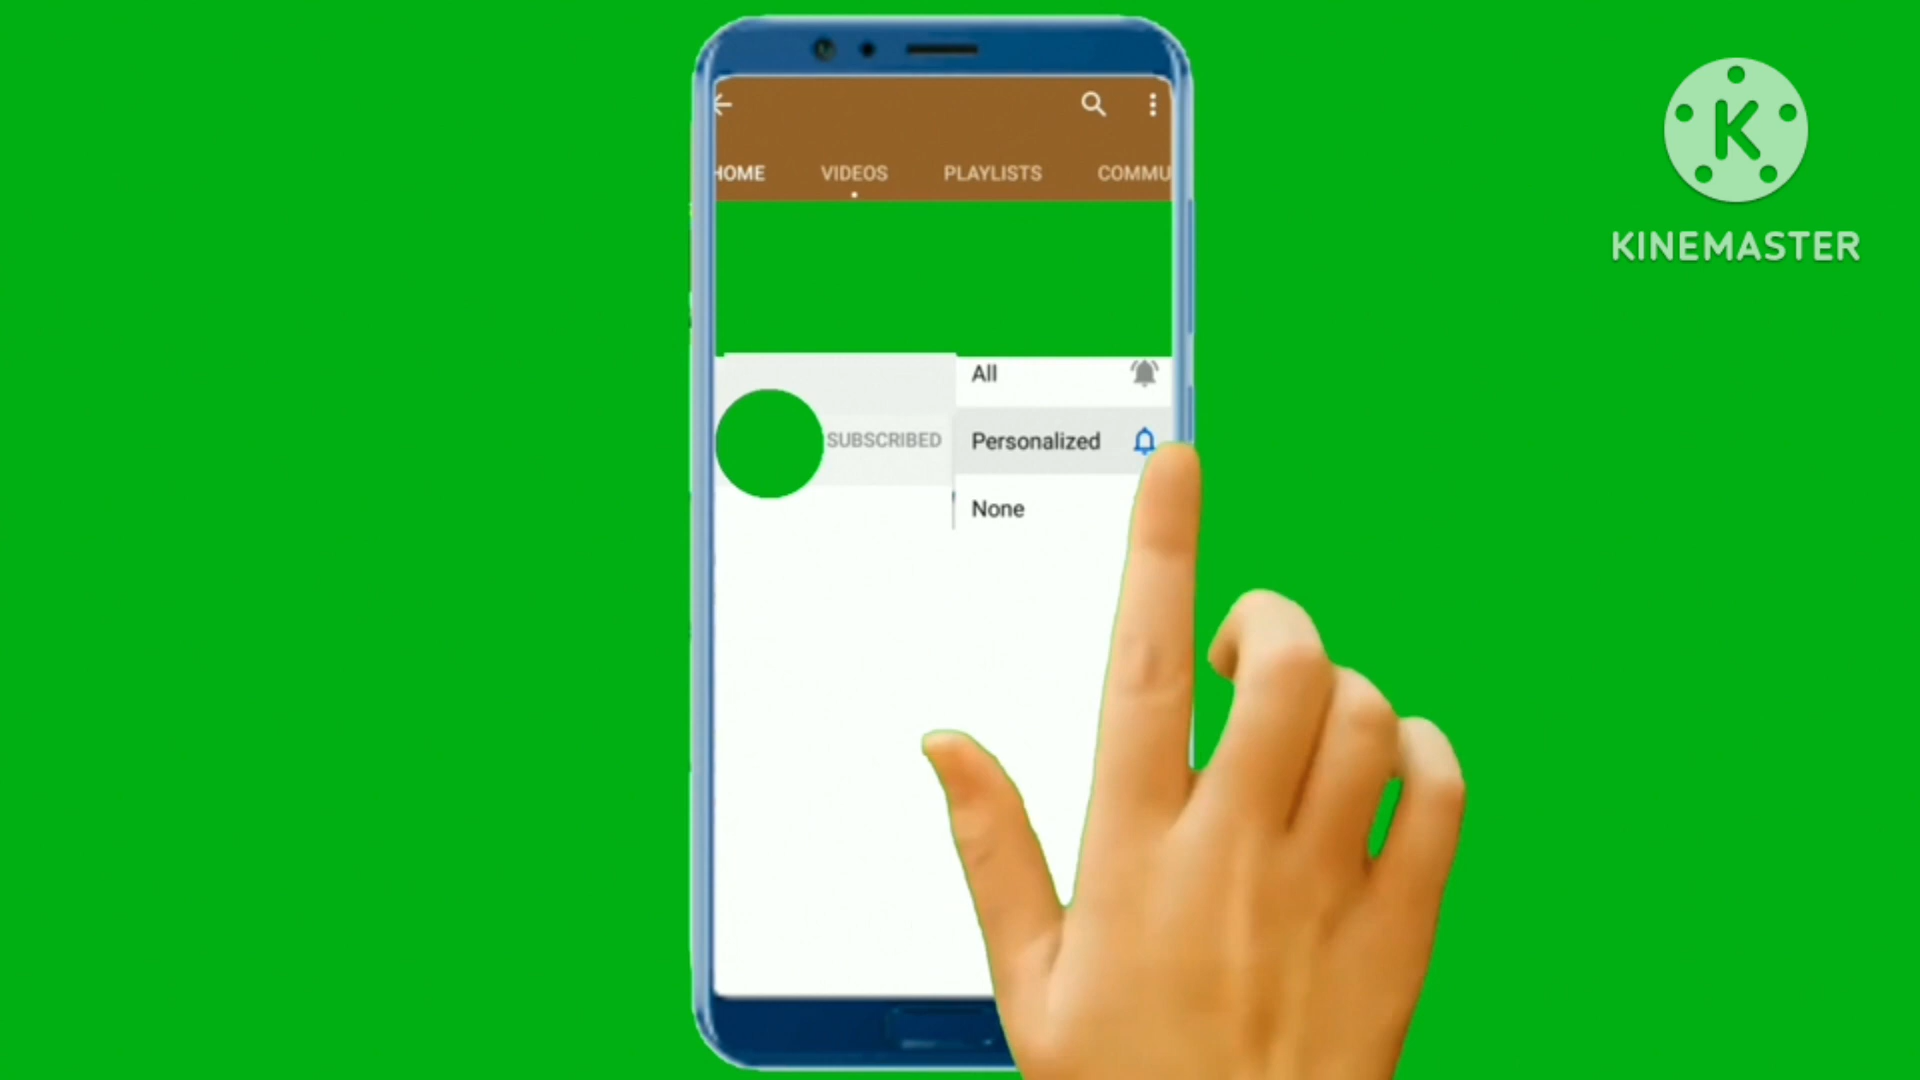 K
KINEMASTER
HOME VIDEOS PLAYLISTS COMMU
All
SUBSCRIBED Personalized
None